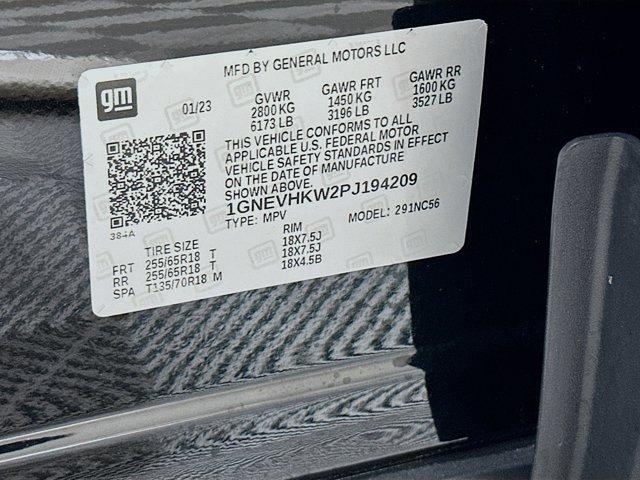 MFD BY GENERAL MOTORS LLC
gm
01/23
GVWR
2800 KG
6173 LB
GAWR FRT
1450 KG
3196 LB
GAWR RR
1600 KG
3527 LB
THIS VEHICLE CONFORMS TO ALL
APPLICABLE U.S. FEDERAL MOTOR
VEHICLE SAFETY STANDARDS IN EFFECT
ON THE DATE OF MANUFACTURE
SHOWN ABOVE.
1GNEVHKW2PJ194209
TYPE: MPV MODEL: 291NC56
384A
TIRE SIZE RIM
FRT 255/65R18 T 18X7.5J
RR 255/65R18 T 18X7.5J
SPA T135/70R18 M 18X4.5B